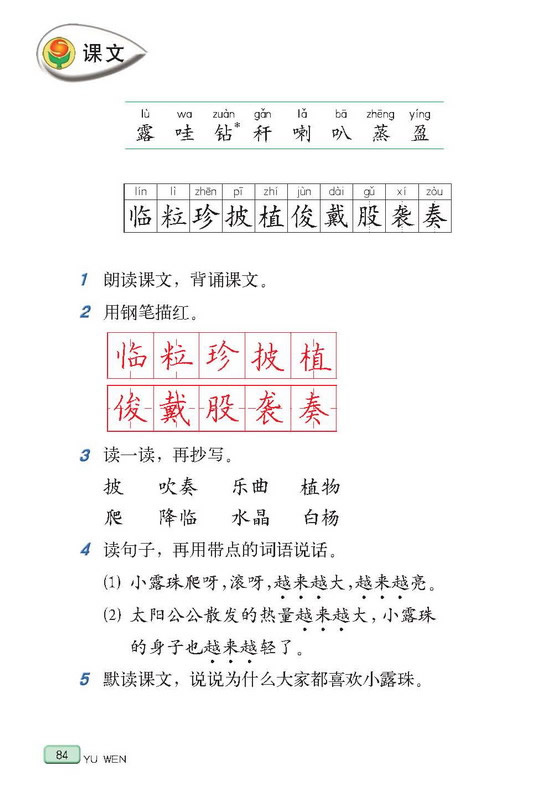 课文
lù wa zuàn gǎn lǎ bā zhēng yíng
露 哇 钻* 秆 喇 叭 蒸 盈
lín lì zhēn pī zhí jùn dài gǔ xí zòu
临 粒 珍 披 植 俊 戴 股 袭 奏
1 朗读课文，背诵课文。
2 用钢笔描红。
临 粒 珍 披 植
俊 戴 股 袭 奏
3 读一读，再抄写。
披 吹奏 乐曲 植物
爬 降临 水晶 白杨
4 读句子，再用带点的词语说话。
(1) 小露珠爬呀，滚呀，越来越大，越来越亮。
(2) 太阳公公散发的热量越来越大，小露珠
的身子也越来越轻了。
5 默读课文，说说为什么大家都喜欢小露珠。
84 YU WEN